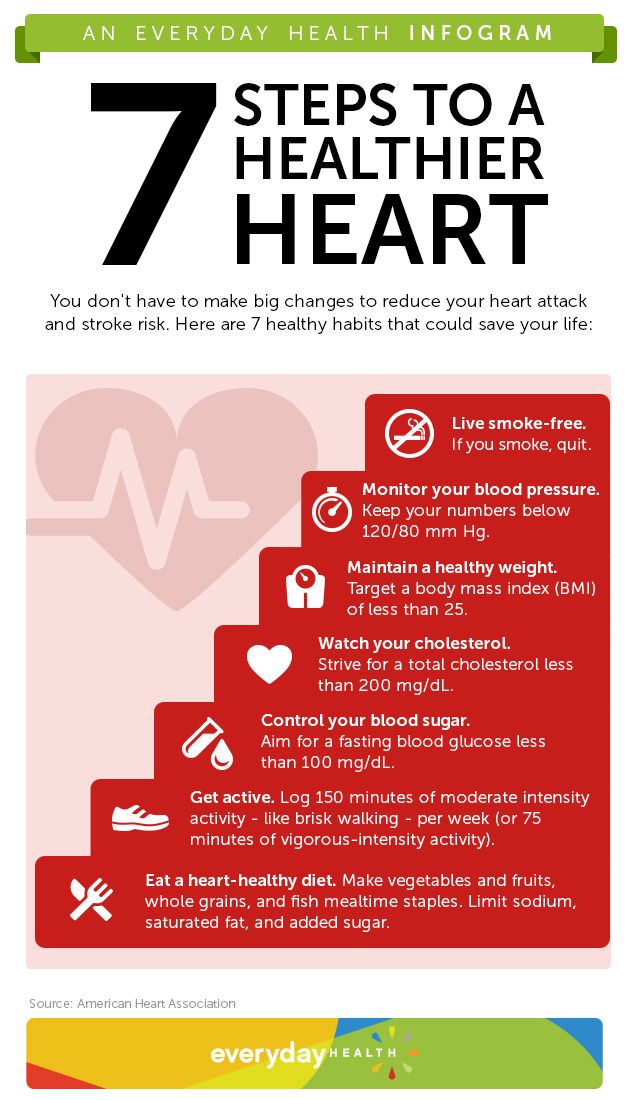 AN EVERYDAY HEALTH INFOGRAM
7 STEPS TO A
HEALTHIER
HEART
You don't have to make big changes to reduce your heart attack
and stroke risk. Here are 7 healthy habits that could save your life:
Live smoke-free.
If you smoke, quit.
Monitor your blood pressure.
Keep your numbers below
120/80 mm Hg.
Maintain a healthy weight.
Target a body mass index (BMI)
of less than 25.
Watch your cholesterol.
Strive for a total cholesterol less
than 200 mg/dL.
Control your blood sugar.
Aim for a fasting blood glucose less
than 100 mg/dL.
Get active. Log 150 minutes of moderate intensity
activity - like brisk walking - per week (or 75
minutes of vigorous-intensity activity).
Eat a heart-healthy diet. Make vegetables and fruits,
whole grains, and fish mealtime staples. Limit sodium,
saturated fat, and added sugar.
Source: American Heart Association
everyday HEALTH